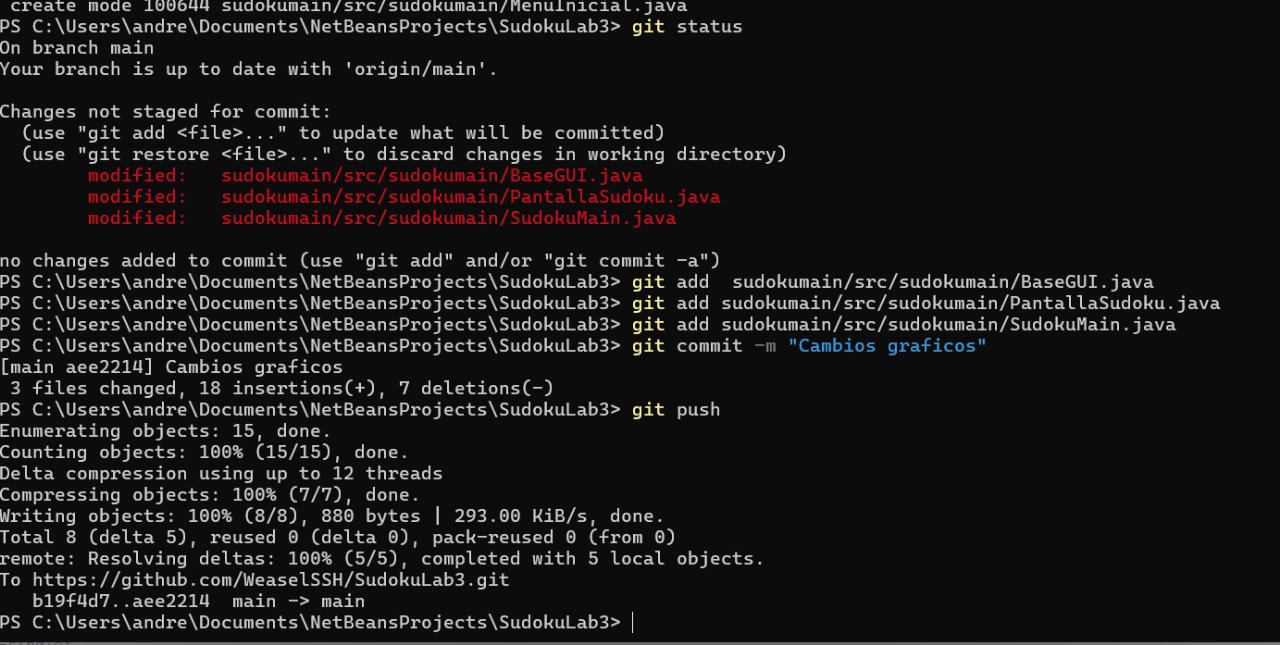 create mode 100644 sudokumain/src/sudokumain/MenuInicial.java
PS C:\Users\andre\Documents\NetBeansProjects\SudokuLab3> git status
On branch main
Your branch is up to date with 'origin/main'.
Changes not staged for commit:
  (use "git add <file>..." to update what will be committed)
  (use "git restore <file>..." to discard changes in working directory)
        modified:   sudokumain/src/sudokumain/BaseGUI.java
        modified:   sudokumain/src/sudokumain/PantallaSudoku.java
        modified:   sudokumain/src/sudokumain/SudokuMain.java
no changes added to commit (use "git add" and/or "git commit -a")
PS C:\Users\andre\Documents\NetBeansProjects\SudokuLab3> git add  sudokumain/src/sudokumain/BaseGUI.java
PS C:\Users\andre\Documents\NetBeansProjects\SudokuLab3> git add sudokumain/src/sudokumain/PantallaSudoku.java
PS C:\Users\andre\Documents\NetBeansProjects\SudokuLab3> git add sudokumain/src/sudokumain/SudokuMain.java
PS C:\Users\andre\Documents\NetBeansProjects\SudokuLab3> git commit -m "Cambios graficos"
[main aee2214] Cambios graficos
 3 files changed, 18 insertions(+), 7 deletions(-)
PS C:\Users\andre\Documents\NetBeansProjects\SudokuLab3> git push
Enumerating objects: 15, done.
Counting objects: 100% (15/15), done.
Delta compression using up to 12 threads
Compressing objects: 100% (7/7), done.
Writing objects: 100% (8/8), 880 bytes | 293.00 KiB/s, done.
Total 8 (delta 5), reused 0 (delta 0), pack-reused 0 (from 0)
remote: Resolving deltas: 100% (5/5), completed with 5 local objects.
To https://github.com/WeaselSSH/SudokuLab3.git
   b19f4d7..aee2214  main -> main
PS C:\Users\andre\Documents\NetBeansProjects\SudokuLab3>